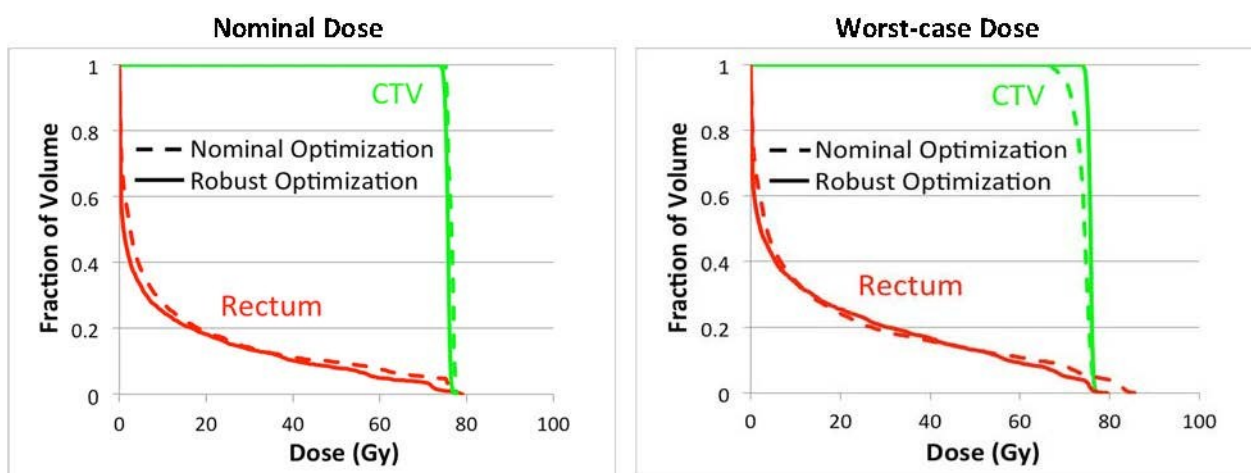 Nominal Dose
1
0.8
0.6
0.4
0.2
0
Fraction of Volume
CTV
Nominal Optimization
Robust Optimization
Rectum
0 20 40 60 80 100
Dose (Gy)
Worst-case Dose
1
0.8
0.6
0.4
0.2
0
Fraction of Volume
CTV
Nominal Optimization
Robust Optimization
Rectum
0 20 40 60 80 100
Dose (Gy)